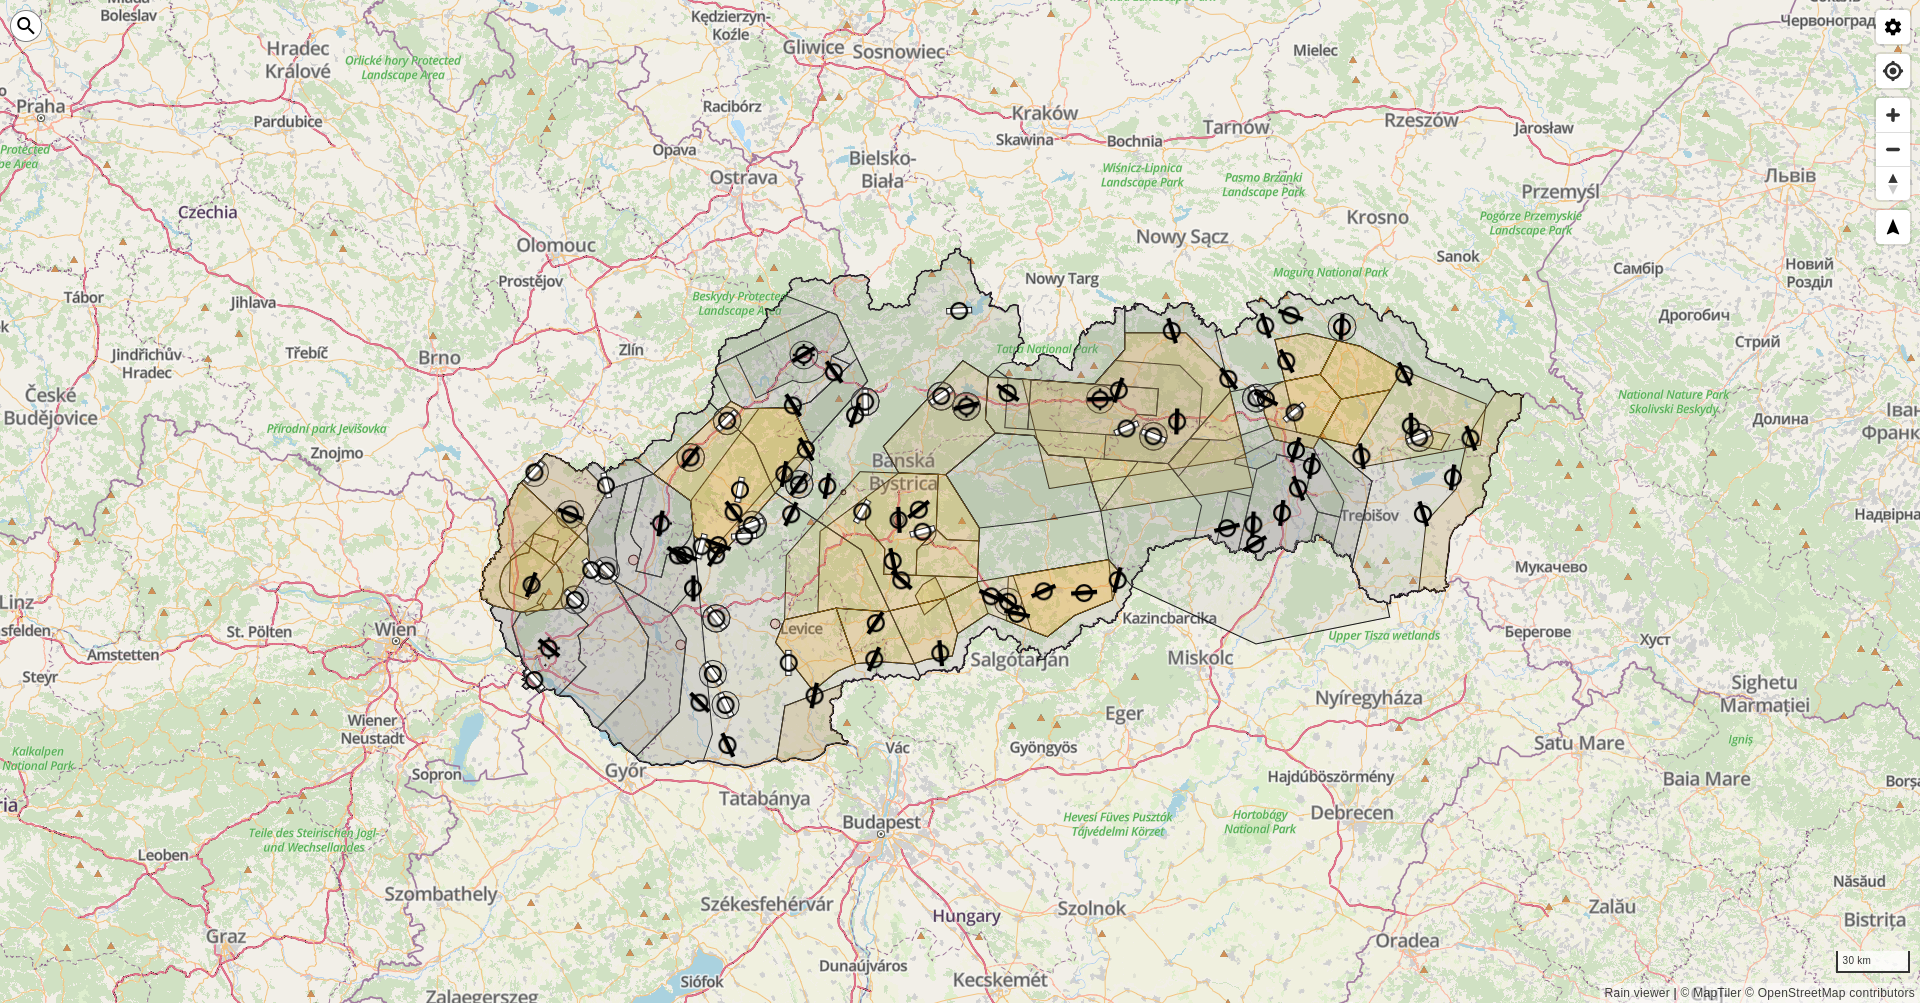 Boleslav
Hradec
Králové
Orlické hory Protected
Landscape Area
Praha
Pardubice
Protected
Kędzierzyn-
Koźle
Gliwice
Sosnowiec
Racibórz
Opava
Ostrava
Bielsko-
Biała
Kraków
Skawina
Bochnia
Tarnów
Mielec
Rzeszów
Jarosław
Червоноград
Wiśnicz-Lipnica
Landscape Park
Pasmo Brzanki
Landscape Park
Przemyśl
Львів
Krosno
Pogórze Przemyskie
Landscape Park
Czechia
Olomouc
Prostějov
Nowy Sącz
Nowy Targ
Sanok
Magura National Park
Самбір
Новий
Розділ
Tábor
Jihlava
Beskydy Protected
Landscape Area
Дрогобич
Стрий
Jindřichův
Hradec
Třebíč
Brno
Zlín
Tatra National Park
České
Budějovice
Přírodní park Jevišovka
Znojmo
National Nature Park
Skolivski Beskydy
Долина
Banská
Bystrica
Trebišov
Мукачево
Linz
St. Pölten
Wien
Amstetten
Steyr
Levice
Salgótarján
Kazincbarcika
Miskolc
Upper Tisza wetlands
Берегове
Хуст
Wiener
Neustadt
Sopron
Győr
Tatabánya
Vác
Eger
Gyöngyös
Nyíregyháza
Sighetu
Marmației
Satu Mare
Igniș
Baia Mare
Kalkalpen
National Park
Hajdúböszörmény
Debrecen
Budapest
Hevesi Füves Puszták
Tájvédelmi Körzet
Hortobágy
National Park
Teile des Steirischen Jogl-
und Wechsellandes
Leoben
Szombathely
Székesfehérvár
Hungary
Szolnok
Năsăud
Zalău
Bistrița
Graz
Oradea
Dunaújváros
Siófok
Kecskemét
Zalaegerszeg
30 km
Rain viewer | © MapTiler © OpenStreetMap contributors